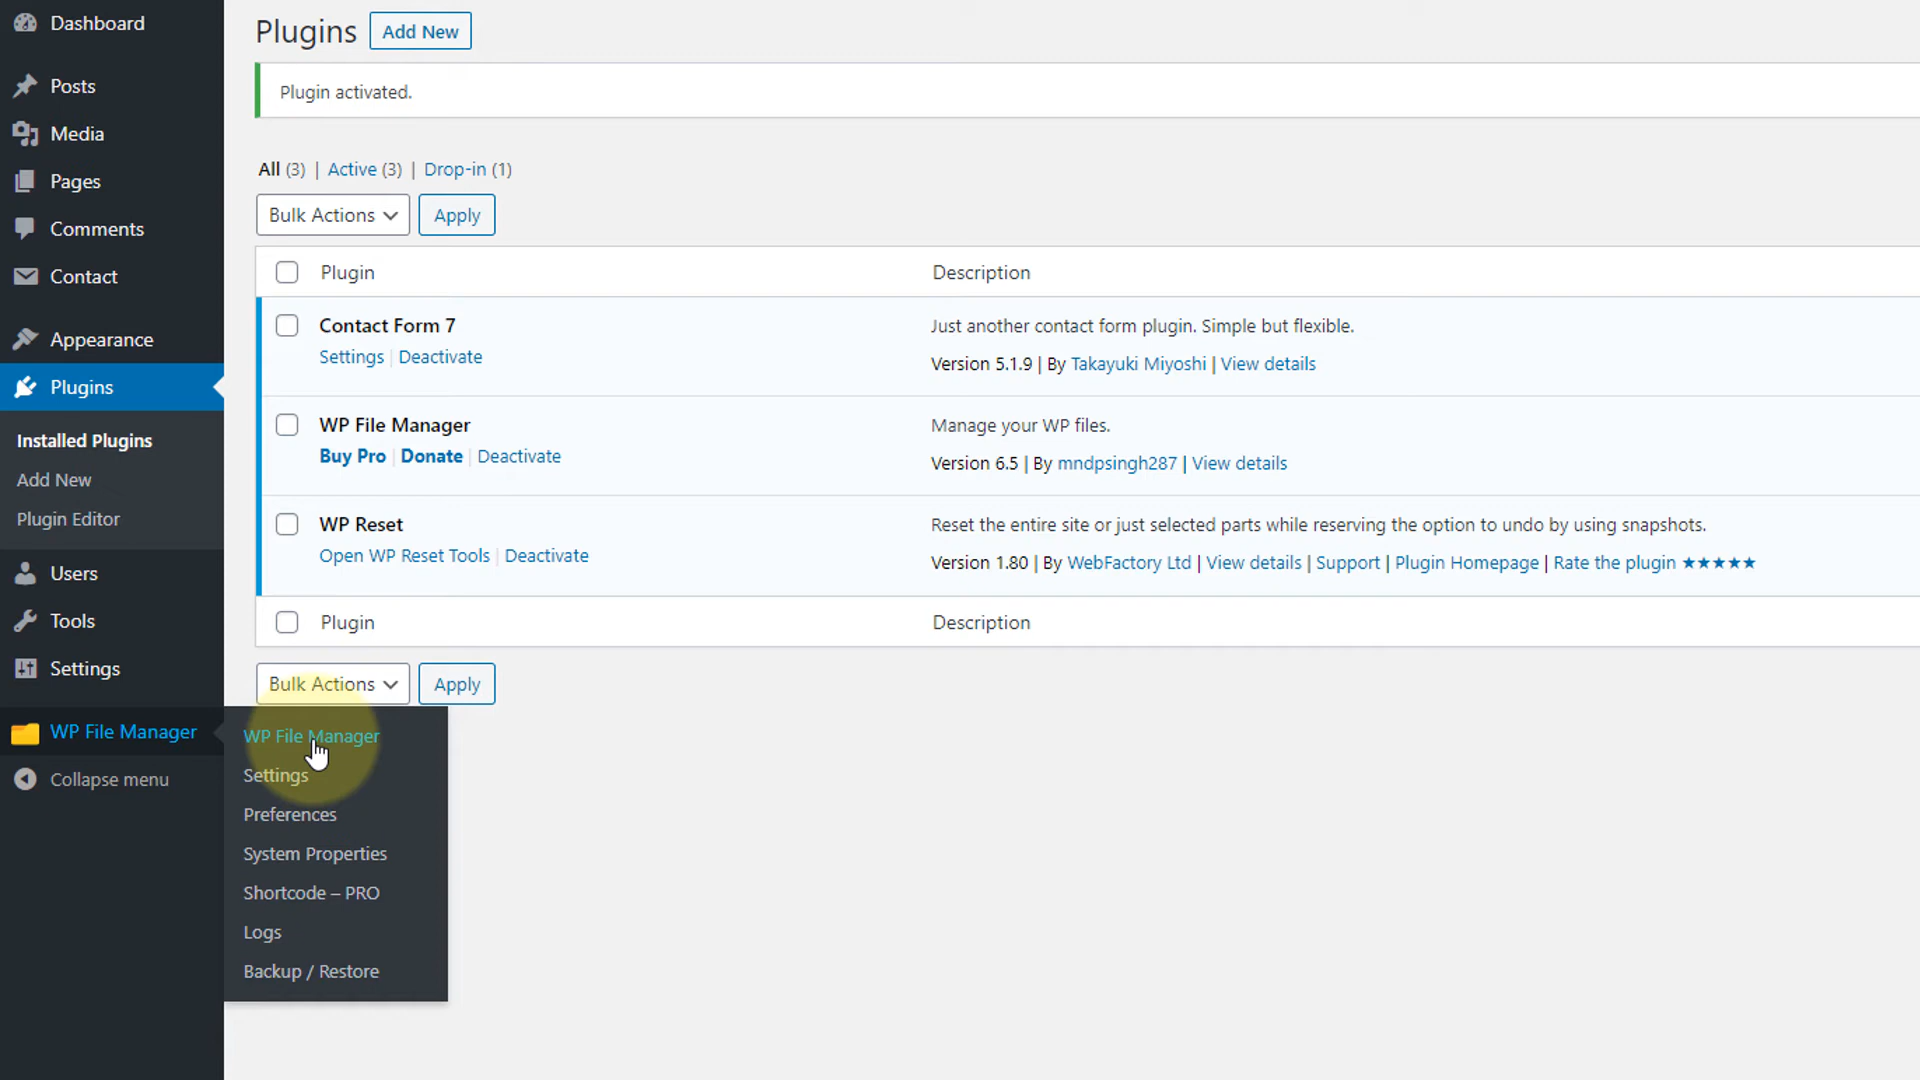 Dashboard
Posts
Media
Pages
Comments
Contact
Appearance
Plugins
Installed Plugins
Add New
Plugin Editor
Users
Tools
Settings
WP File Manager
Collapse menu
WP File Manager
Settings
Preferences
System Properties
Shortcode – PRO
Logs
Backup / Restore
Plugins Add New
Plugin activated.
All (3) | Active (3) | Drop-in (1)
Bulk Actions Apply
Plugin Description
Contact Form 7 Just another contact form plugin. Simple but flexible.
Settings | Deactivate Version 5.1.9 | By Takayuki Miyoshi | View details
WP File Manager Manage your WP files.
Buy Pro | Donate | Deactivate Version 6.5 | By mndpsingh287 | View details
WP Reset Reset the entire site or just selected parts while reserving the option to undo by using snapshots.
Open WP Reset Tools | Deactivate Version 1.80 | By WebFactory Ltd | View details | Support | Plugin Homepage | Rate the plugin ★★★★★
Plugin Description
Bulk Actions Apply